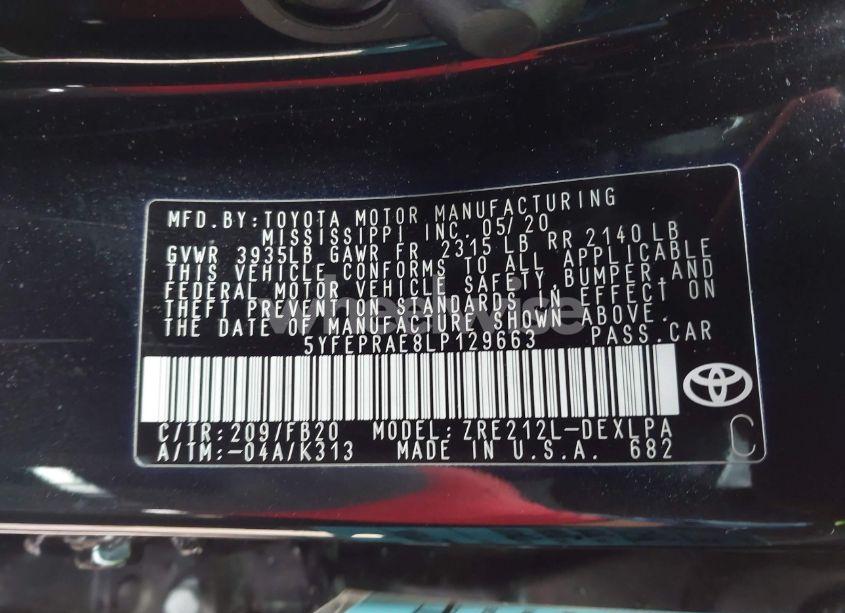 MFD.BY:TOYOTA MOTOR MANUFACTURING
MISSISSIPPI INC. 05/20
GVWR 3935LB GAWR FR 2315 LB RR 2140 LB
THIS VEHICLE CONFORMS TO ALL APPLICABLE
FEDERAL MOTOR VEHICLE SAFETY,BUMPER,AND
THEFT PREVENTION STANDARDS IN EFFECT ON
THE DATE OF MANUFACTURE SHOWN ABOVE.
5YFEPRAE8LP129663 PASS.CAR
C/TR:209/FB20 MODEL:ZRE212L-DEXLPA
A/TM:-04A/K313 MADE IN U.S.A. 682
C
wheelwise